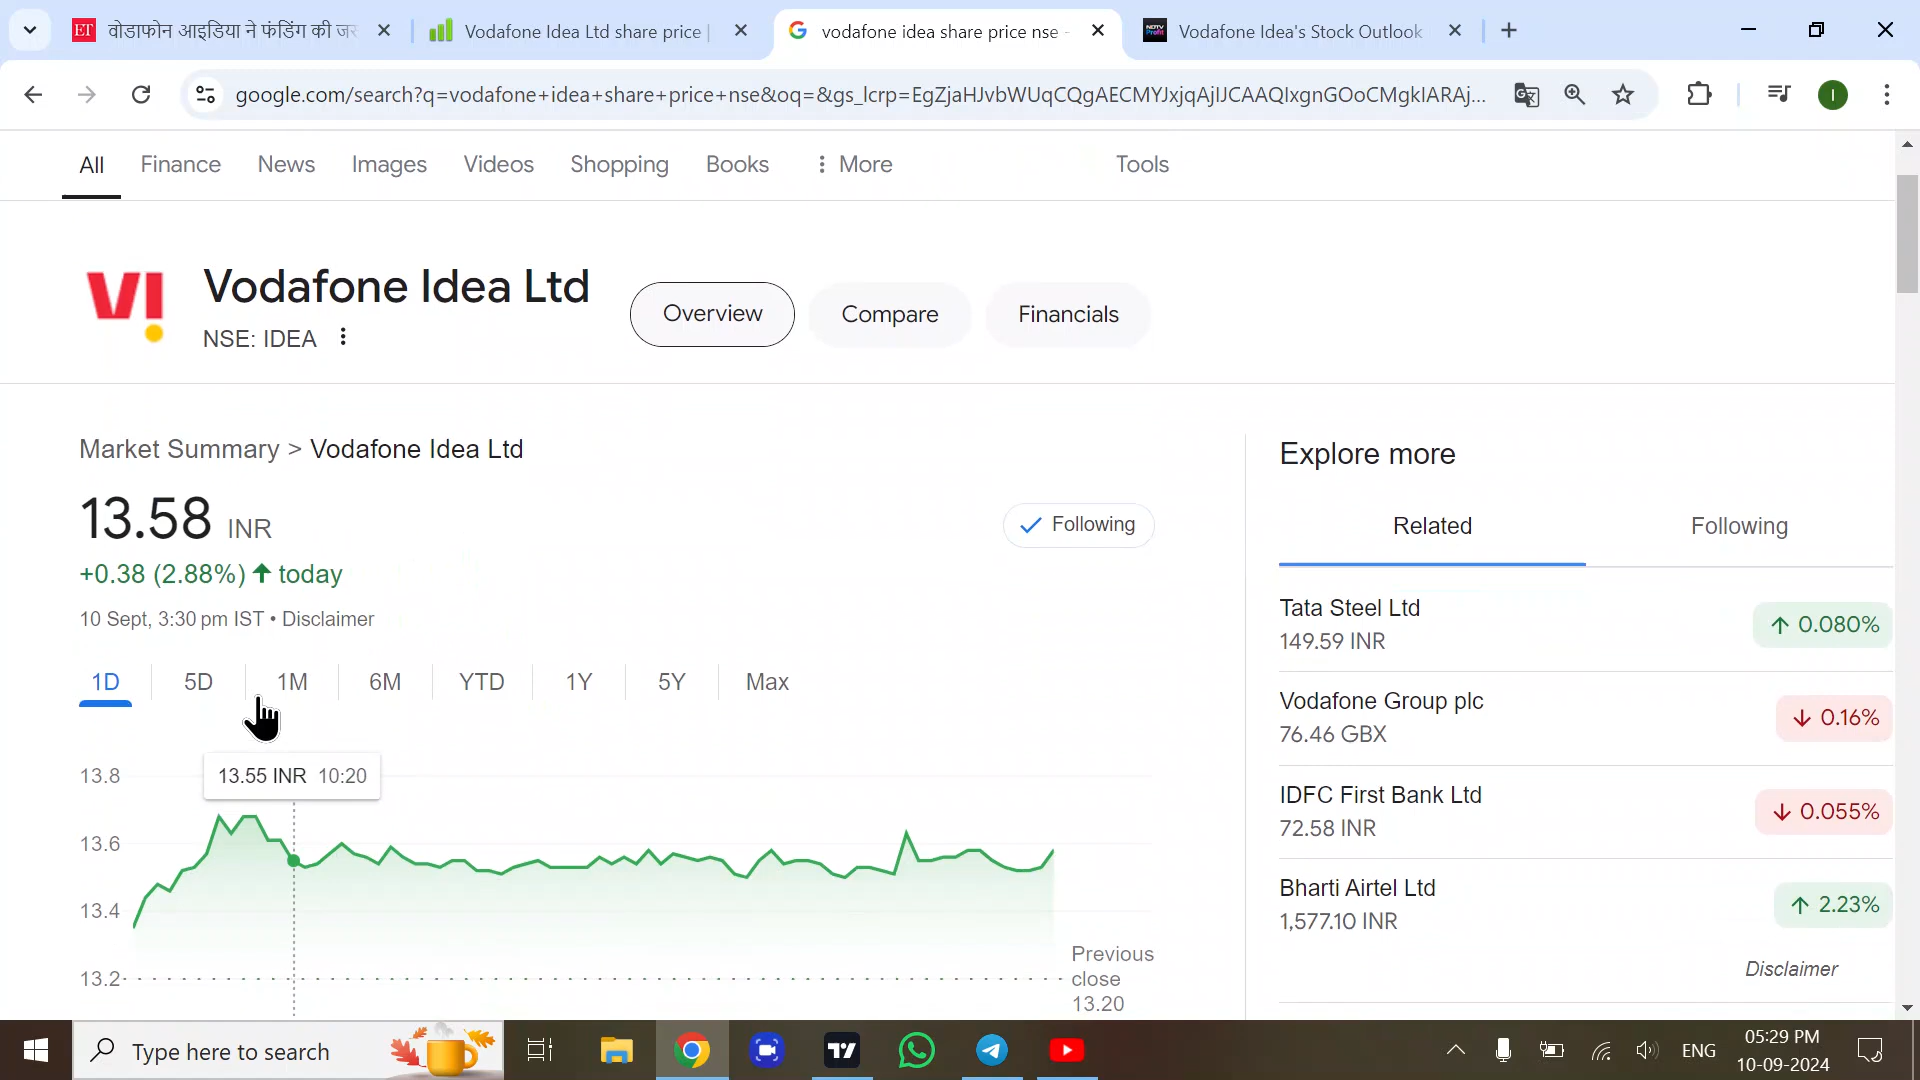 वोडाफोन आइडिया ने फंडिंग की जर
Vodafone Idea Ltd share price |
vodafone idea share price nse -
Vodafone Idea's Stock Outlook
google.com/search?q=vodafone+idea+share+price+nse&oq=&gs_lcrp=EgZjaHJvbWUqCQgAECMYJxjqAjIJCAAQIxgnGOoCMgkIARAj...
All
Finance
News
Images
Videos
Shopping
Books
More
Tools
Vodafone Idea Ltd
NSE: IDEA
Overview
Compare
Financials
Market Summary > Vodafone Idea Ltd
13.58 INR
Following
+0.38 (2.88%) ↑ today
10 Sept, 3:30 pm IST • Disclaimer
1D
5D
1M
6M
YTD
1Y
5Y
Max
13.55 INR 10:20
13.8
13.6
13.4
13.2
Previous
close
13.20
Explore more
Related
Following
Tata Steel Ltd
149.59 INR
↑ 0.080%
Vodafone Group plc
76.46 GBX
↓ 0.16%
IDFC First Bank Ltd
72.58 INR
↓ 0.055%
Bharti Airtel Ltd
1,577.10 INR
↑ 2.23%
Disclaimer
Type here to search
ENG
05:29 PM
10-09-2024